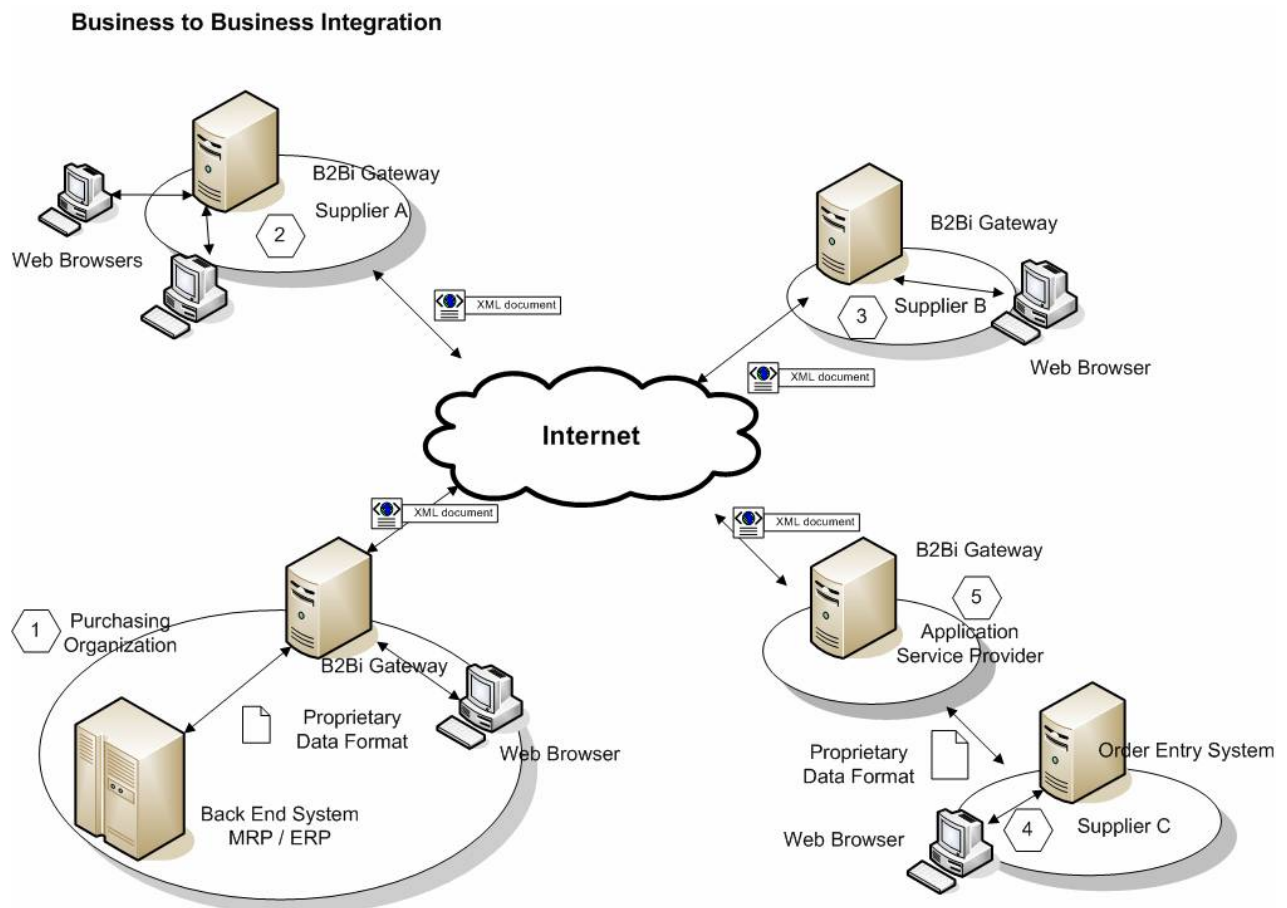 Business to Business Integration
B2Bi Gateway
Supplier A
2
Web Browsers
XML document
B2Bi Gateway
Supplier B
3
Web Browser
XML document
Internet
XML document
1
Purchasing
Organization
B2Bi Gateway
Proprietary
Data Format
Web Browser
Back End System
MRP / ERP
XML document
B2Bi Gateway
5
Application
Service Provider
Proprietary
Data Format
Order Entry System
Web Browser
4
Supplier C